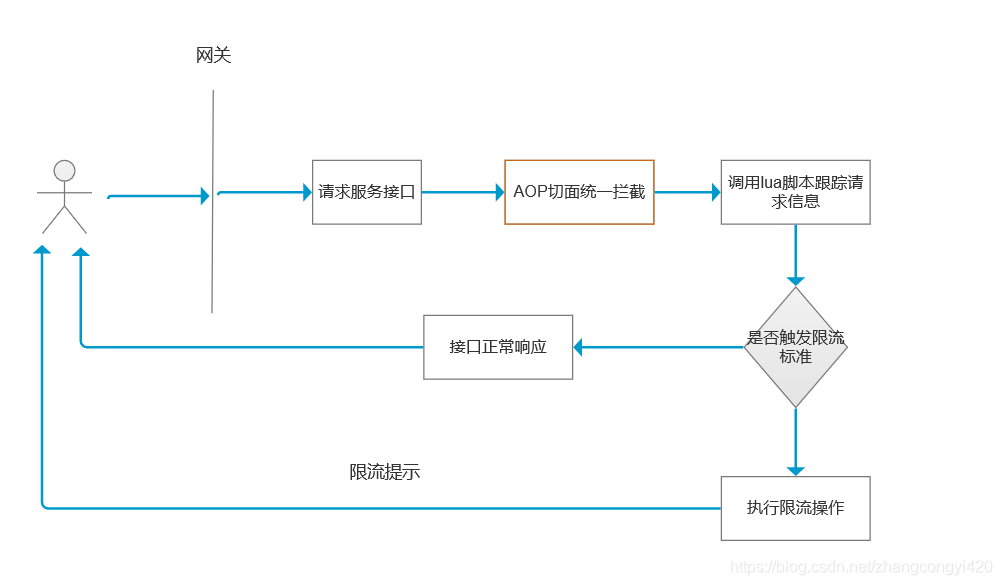 网关
请求服务接口
AOP切面统一拦截
调用lua脚本跟踪请
求信息
是否触发限流
标准
接口正常响应
限流提示
执行限流操作
https://blog.csdn.net/zhangcongyi420